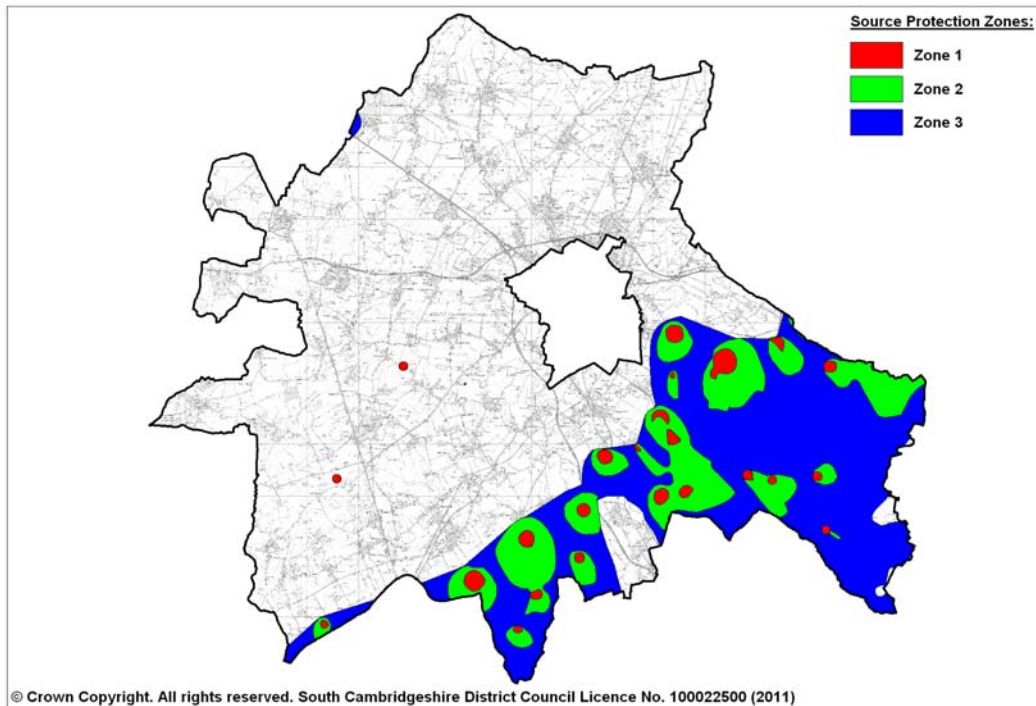 Source Protection Zones:
Zone 1
Zone 2
Zone 3
© Crown Copyright. All rights reserved. South Cambridgeshire District Council Licence No. 100022500 (2011)